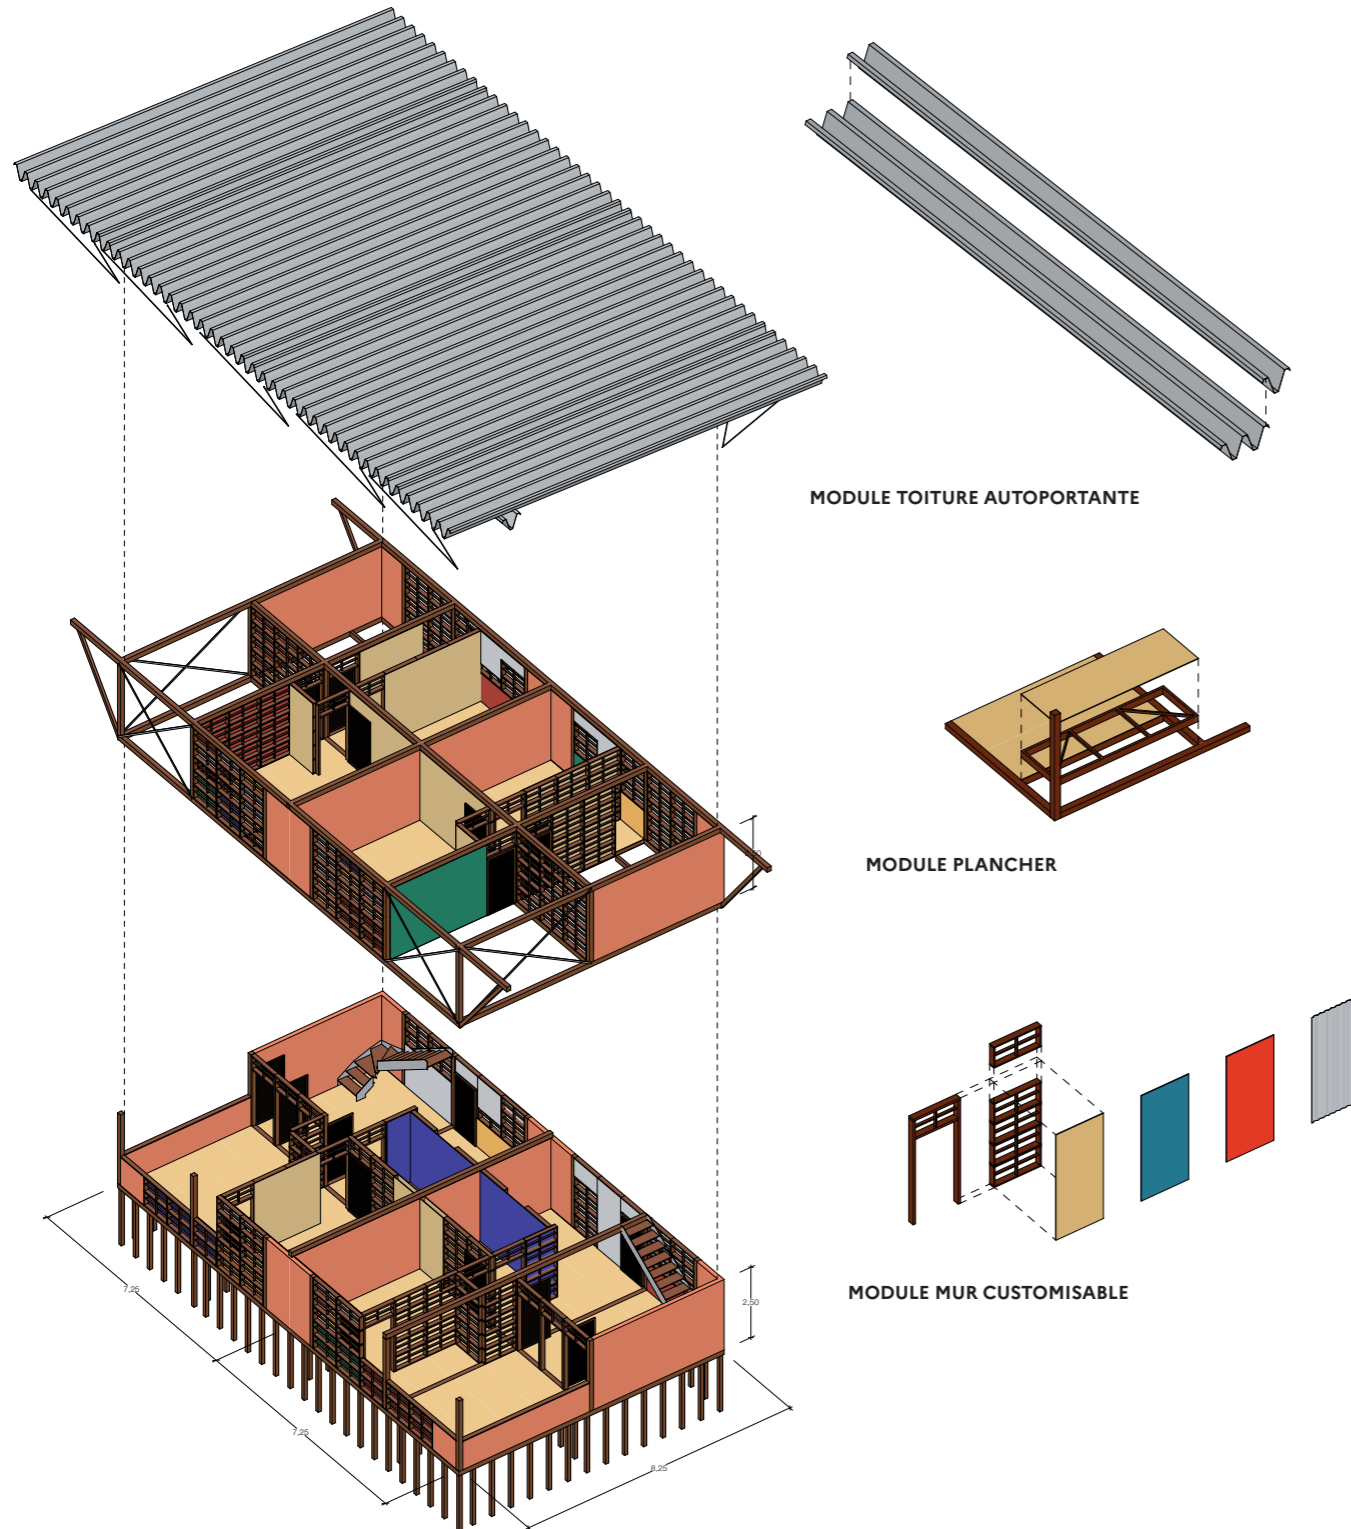 MODULE TOITURE AUTOPORTANTE
MODULE PLANCHER
MODULE MUR CUSTOMISABLE
2,50
7,25
7,25
8,25